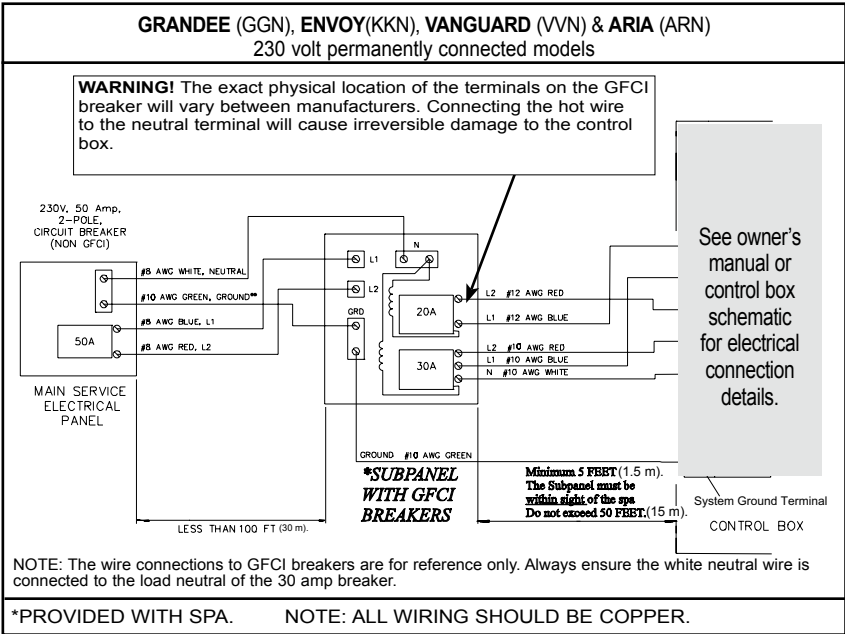 GRANDEE (GGN), ENVOY(KKN), VANGUARD (VVN) & ARIA (ARN)
230 volt permanently connected models
WARNING! The exact physical location of the terminals on the GFCI
breaker will vary between manufacturers. Connecting the hot wire
to the neutral terminal will cause irreversible damage to the control
box.
230V, 50 Amp,
2-POLE,
CIRCUIT BREAKER
(NON GFCI)
#8 AWG WHITE, NEUTRAL
#10 AWG GREEN, GROUND**
#8 AWG BLUE, L1
#8 AWG RED, L2
50A
MAIN SERVICE
ELECTRICAL
PANEL
L1
N
L2
GRD
20A
30A
L2 #12 AWG RED
L1 #12 AWG BLUE
L2 #10 AWG RED
L1 #10 AWG BLUE
N #10 AWG WHITE
See owner's
manual or
control box
schematic
for electrical
connection
details.
GROUND #10 AWG GREEN
*SUBPANEL
WITH GFCI
BREAKERS
Minimum 5 FEET (1.5 m).
The Subpanel must be
within sight of the spa
Do not exceed 50 FEET.(15 m).
System Ground Terminal
CONTROL BOX
LESS THAN 100 FT (30 m).
NOTE: The wire connections to GFCI breakers are for reference only. Always ensure the white neutral wire is
connected to the load neutral of the 30 amp breaker.
*PROVIDED WITH SPA. NOTE: ALL WIRING SHOULD BE COPPER.